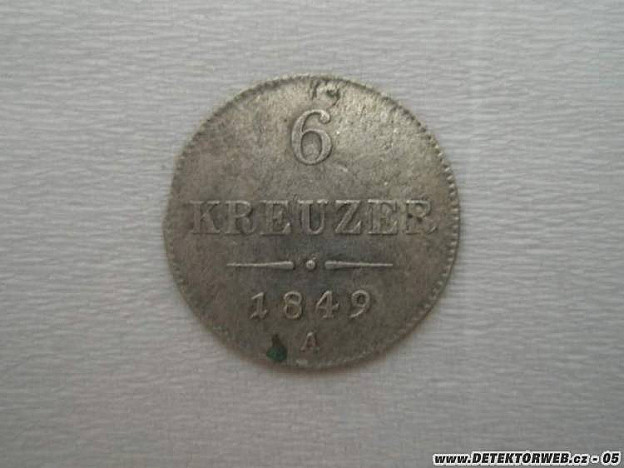 6
KREUZER
1849
A
www.DETEKTORWEB.cz - 05